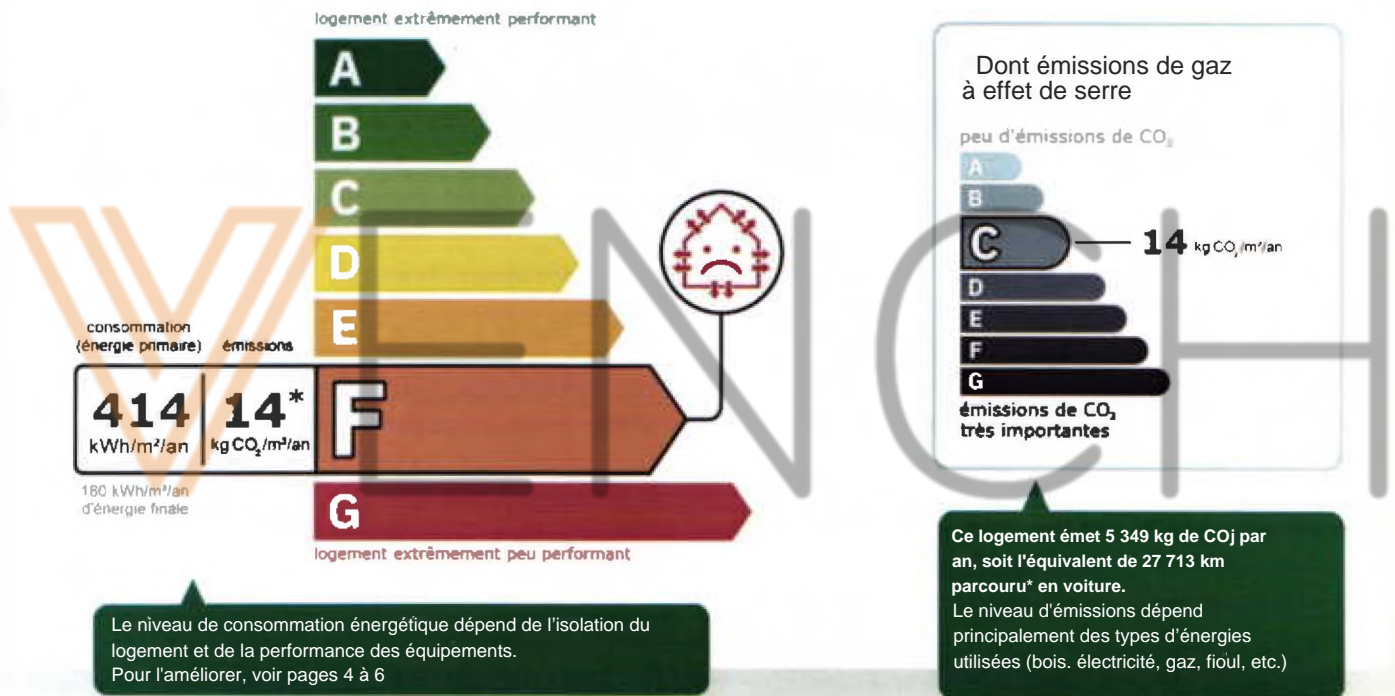 logement extrêmement performant
A
B
C
D
E
consommation
(énergie primaire)
émissions
414
kWh/m²/an
14*
kg CO₂/m²/an
F
180 kWh/m²/an
d'énergie finale
G
logement extrêmement peu performant
Le niveau de consommation énergétique dépend de l'isolation du
logement et de la performance des équipements.
Pour l'améliorer, voir pages 4 à 6
Dont émissions de gaz
à effet de serre
peu d'émissions de CO₂
A
B
C
14 kg CO₂/m²/an
D
E
F
G
émissions de CO₂
très importantes
Ce logement émet 5 349 kg de COj par
an, soit l'équivalent de 27 713 km
parcouru* en voiture.
Le niveau d'émissions dépend
principalement des types d'énergies
utilisées (bois. électricité, gaz, fioul, etc.)
VENCH